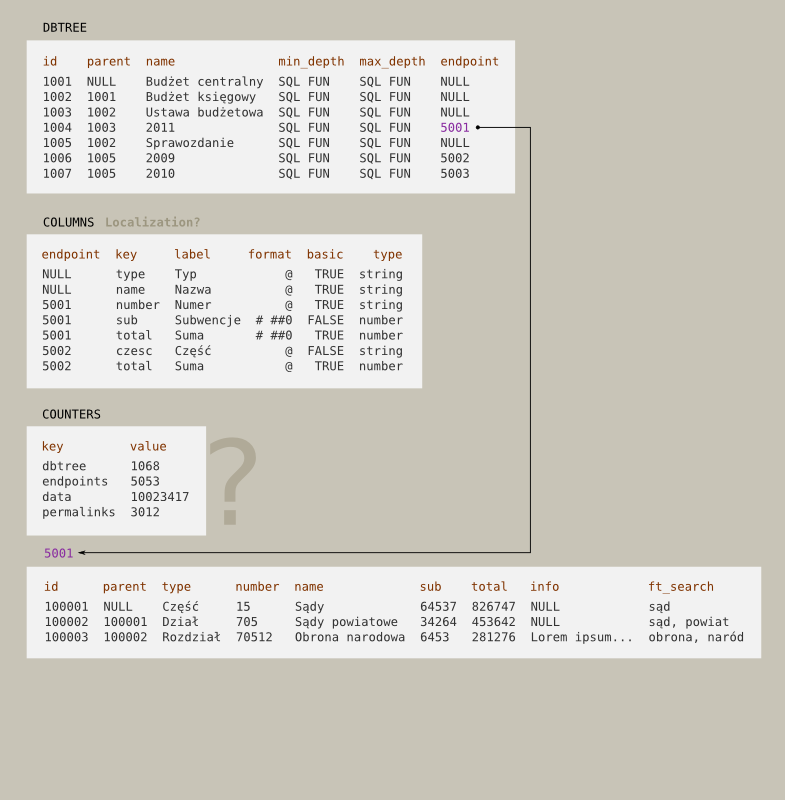 DBTREE
id parent name min_depth max_depth endpoint
1001 NULL Budżet centralny SQL FUN SQL FUN NULL
1002 1001 Budżet księgowy SQL FUN SQL FUN NULL
1003 1002 Ustawa budżetowa SQL FUN SQL FUN NULL
1004 1003 2011 SQL FUN SQL FUN 5001
1005 1002 Sprawozdanie SQL FUN SQL FUN NULL
1006 1005 2009 SQL FUN SQL FUN 5002
1007 1005 2010 SQL FUN SQL FUN 5003
COLUMNS Localization?
endpoint key label format basic type
NULL type Typ @ TRUE string
NULL name Nazwa @ TRUE string
5001 number Numer @ TRUE string
5001 sub Subwencje # ##0 FALSE number
5001 total Suma # ##0 TRUE number
5002 czesc Część @ FALSE string
5002 total Suma @ TRUE number
COUNTERS
key value
dbtree 1068
endpoints 5053
data 10023417
permalinks 3012
?
5001
id parent type number name sub total info ft_search
100001 NULL Część 15 Sądy 64537 826747 NULL sąd
100002 100001 Dział 705 Sądy powiatowe 34264 453642 NULL sąd, powiat
100003 100002 Rozdział 70512 Obrona narodowa 6453 281276 Lorem ipsum... obrona, naród